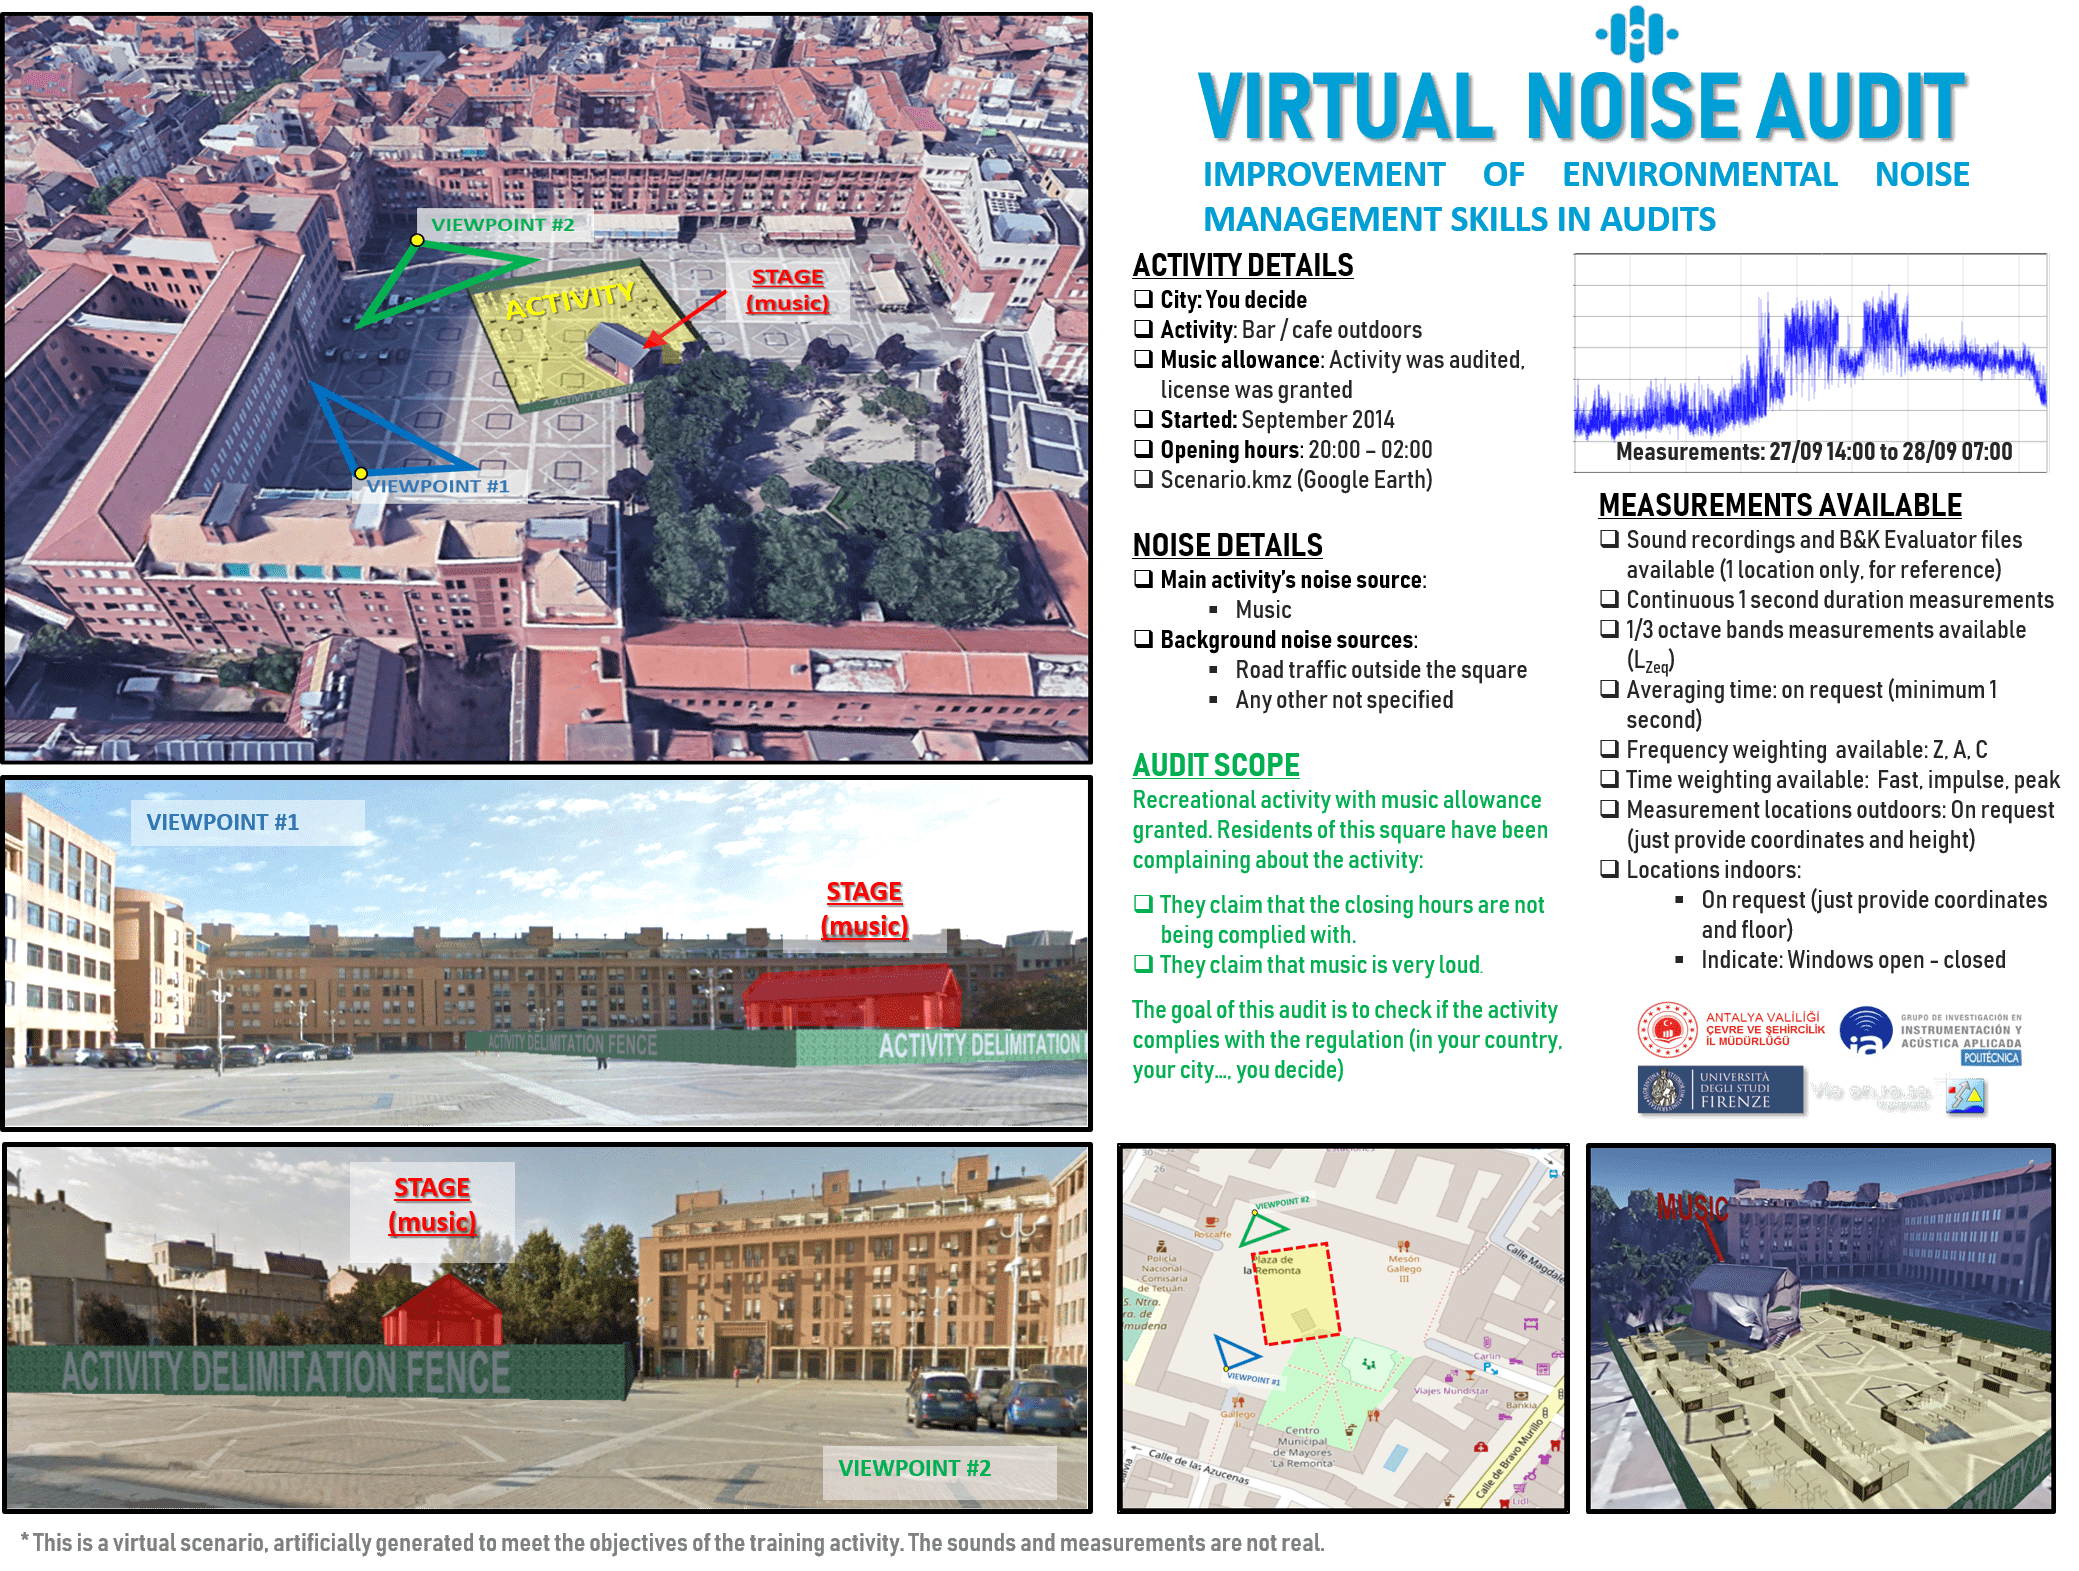 VIRTUAL NOISE AUDIT
IMPROVEMENT OF ENVIRONMENTAL NOISE
MANAGEMENT SKILLS IN AUDITS
VIEWPOINT #2
ACTIVITY
STAGE
(music)
VIEWPOINT #1
VIEWPOINT #1
STAGE
(music)
ACTIVITY DELIMITATION FENCE
ACTIVITY DELIMITATION
STAGE
(music)
ACTIVITY DELIMITATION FENCE
VIEWPOINT #2
ACTIVITY DETAILS
❑ City: You decide
❑ Activity: Bar / cafe outdoors
❑ Music allowance: Activity was audited,
license was granted
❑ Started: September 2014
❑ Opening hours: 20:00 – 02:00
❑ Scenario.kmz (Google Earth)
NOISE DETAILS
❑ Main activity's noise source:
▪ Music
❑ Background noise sources:
▪ Road traffic outside the square
▪ Any other not specified
AUDIT SCOPE
Recreational activity with music allowance
granted. Residents of this square have been
complaining about the activity:
❑ They claim that the closing hours are not
being complied with.
❑ They claim that music is very loud.
The goal of this audit is to check if the activity
complies with the regulation (in your country,
your city..., you decide)
Measurements: 27/09 14:00 to 28/09 07:00
MEASUREMENTS AVAILABLE
❑ Sound recordings and B&K Evaluator files
available (1 location only, for reference)
❑ Continuous 1 second duration measurements
❑ 1/3 octave bands measurements available
(LZeq)
❑ Averaging time: on request (minimum 1
second)
❑ Frequency weighting available: Z, A, C
❑ Time weighting available: Fast, impulse, peak
❑ Measurement locations outdoors: On request
(just provide coordinates and height)
❑ Locations indoors:
▪ On request (just provide coordinates
and floor)
▪ Indicate: Windows open - closed
ANTALYA VALİLİĞİ
ÇEVRE VE ŞEHİRCİLİK
İL MÜDÜRLÜĞÜ
GRUPO DE INVESTIGACIÓN EN
INSTRUMENTACIÓN Y
ACÚSTICA APLICADA
POLITÉCNICA
UNIVERSITÀ
DEGLI STUDI
FIRENZE
Vie en.ro.se.
30
26
Estaciones
VIEWPOINT #2
Roscaffe
Policía
Nacional
Comisaria
de Tetuán
Plaza de
la Remonta
Mesón
Gallego
III
Calle Magdale
S. Ntra.
ra. de
lmudena
VIEWPOINT #1
Carlin
P
Viajes Mundistar
Bankia
Gallego
Centro
Municipal
de Mayores
'La Remonta'
Calle de las Azucenas
Calle de Bravo Murillo
Lidl
MUSIC
* This is a virtual scenario, artificially generated to meet the objectives of the training activity. The sounds and measurements are not real.